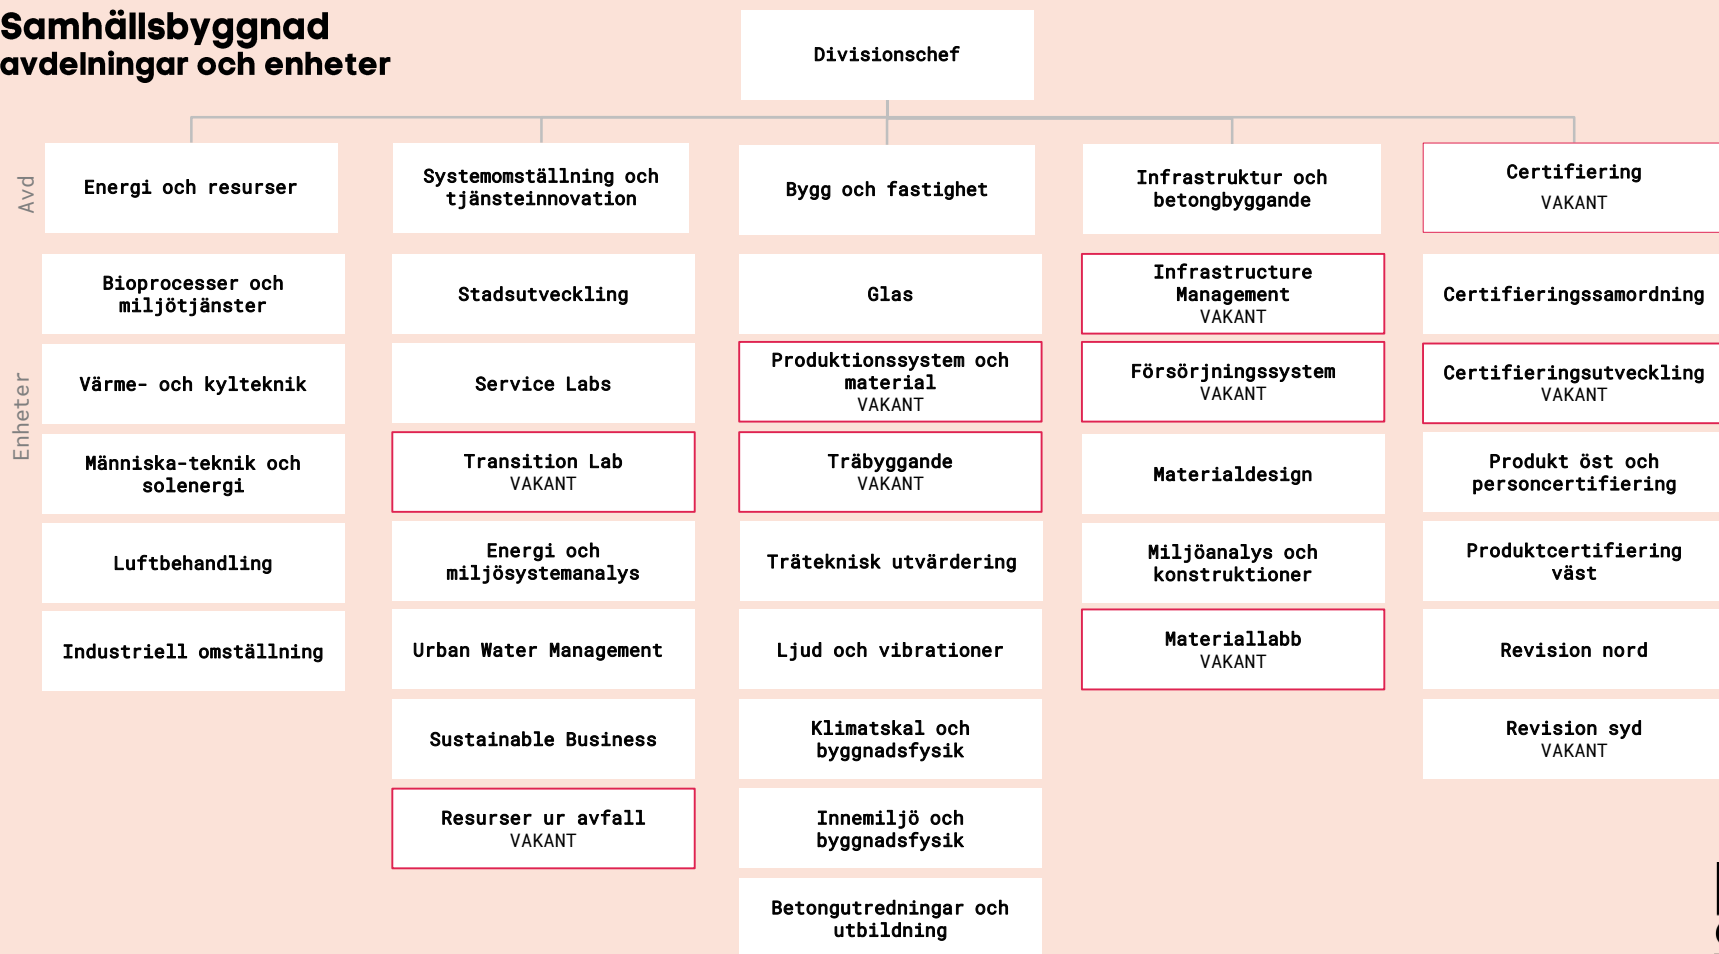 Samhällsbyggnad
avdelningar och enheter
Divisionschef
Avd
Energi och resurser
Systemomställning och
tjänsteinnovation
Bygg och fastighet
Infrastruktur och
betongbyggande
Certifiering
VAKANT
Enheter
Bioprocesser och
miljötjänster
Värme- och kylteknik
Människa-teknik och
solenergi
Luftbehandling
Industriell omställning
Stadsutveckling
Service Labs
Transition Lab
VAKANT
Energi och
miljösystemanalys
Urban Water Management
Sustainable Business
Resurser ur avfall
VAKANT
Glas
Produktionssystem och
material
VAKANT
Träbyggande
VAKANT
Träteknisk utvärdering
Ljud och vibrationer
Klimatskal och
byggnadsfysik
Innemiljö och
byggnadsfysik
Betongutredningar och
utbildning
Infrastructure
Management
VAKANT
Försörjningssystem
VAKANT
Materialdesign
Miljöanalys och
konstruktioner
Materiallabb
VAKANT
Certifieringssamordning
Certifieringsutveckling
VAKANT
Produkt öst och
personcertifiering
Produktcertifiering
väst
Revision nord
Revision syd
VAKANT